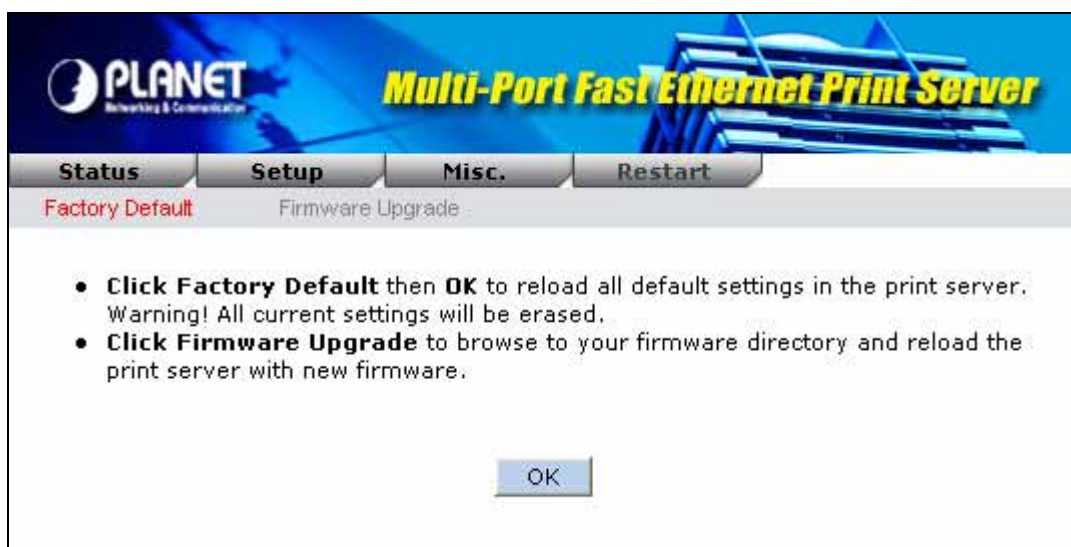 PLANET
Networking & Communication
Multi-Port Fast Ethernet Print Server
Status Setup Misc. Restart
Factory Default Firmware Upgrade
● Click Factory Default then OK to reload all default settings in the print server.
Warning! All current settings will be erased.
● Click Firmware Upgrade to browse to your firmware directory and reload the
print server with new firmware.
OK